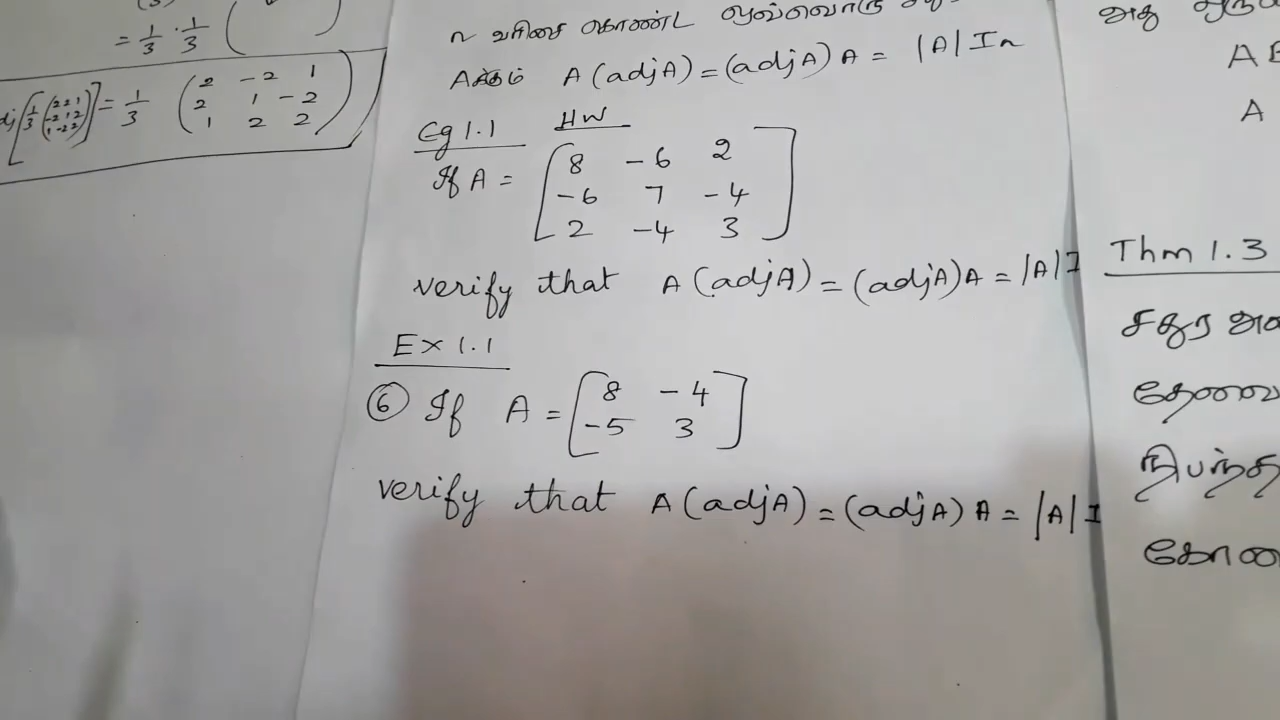 = 1/3 · 1/3 (
adj[1/3(2 2 1
-2 1 2
1 -2 2)] = 1/3 (2 -2 1
2 1 -2
1 2 2)
n வரிசை கொண்ட ஒவ்வொரு
A(adjA) = (adjA)A = |A| In
Eg 1.1 HW
If A = [8 -6 2
-6 7 -4
2 -4 3]
verify that A(adjA) = (adjA)A = |A|I
Ex 1.1
⑥ If A = [8 -4
-5 3]
verify that A(adjA) = (adjA)A = |A|I
அது
A
A
Thm 1.3
சதுர
தேவை
நிபந்த